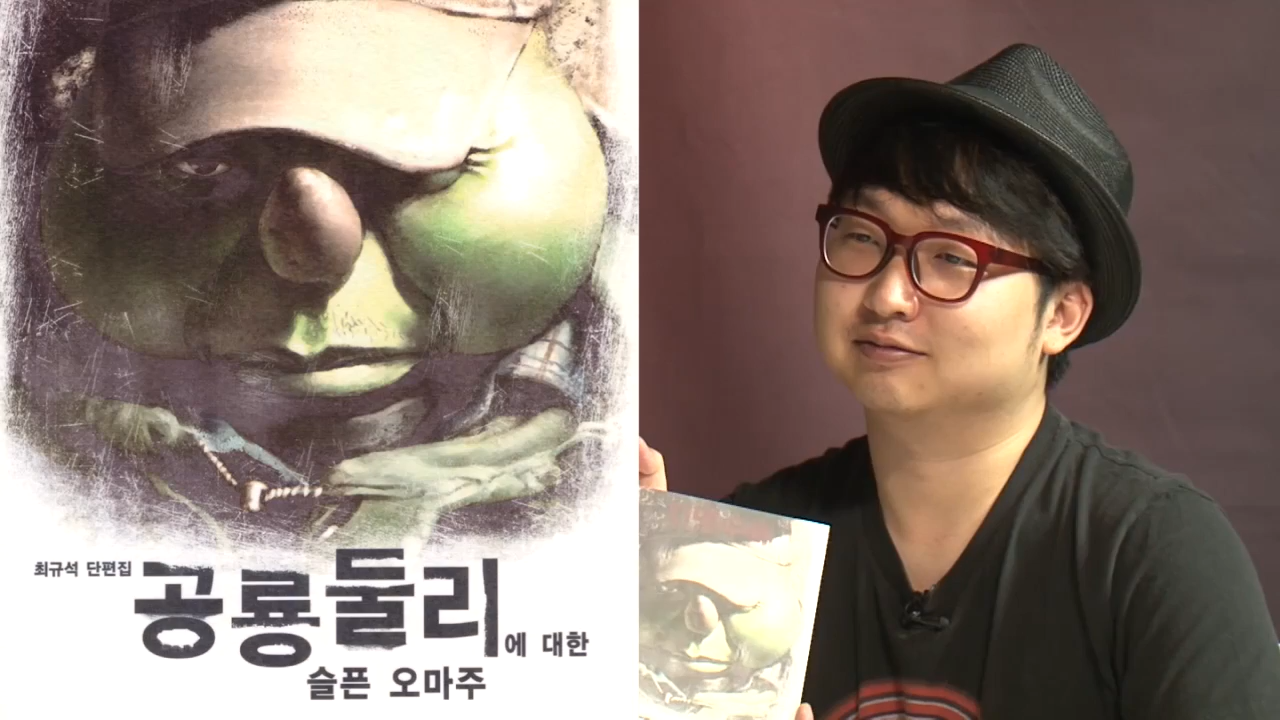 최규석 단편집
공룡둘리에 대한
슬픈 오마주